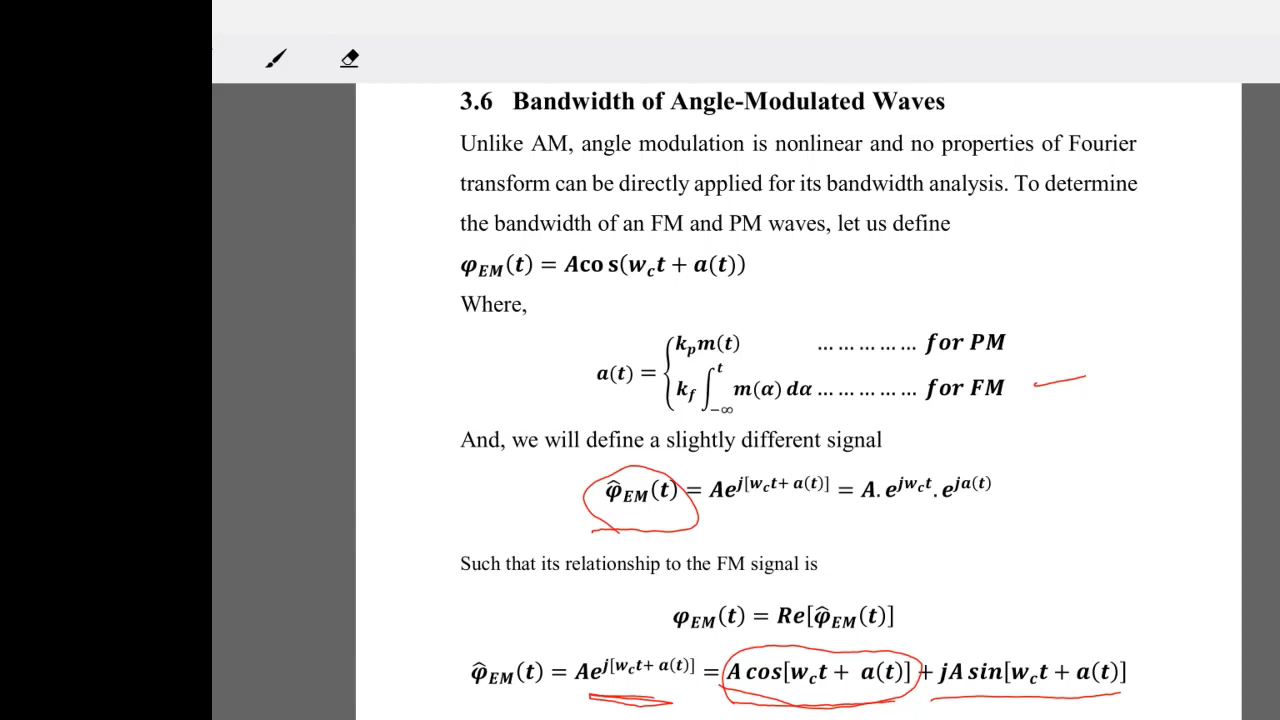 3.6 Bandwidth of Angle-Modulated Waves
Unlike AM, angle modulation is nonlinear and no properties of Fourier
transform can be directly applied for its bandwidth analysis. To determine
the bandwidth of an FM and PM waves, let us define
φ_EM(t) = Acos(w_c t + a(t))
Where,
a(t) = { k_p m(t) … … … … … for PM
k_f ∫_{-∞}^{t} m(α) dα … … … … … for FM
And, we will define a slightly different signal
φ̂_EM(t) = Ae^{j[w_c t + a(t)]} = A. e^{jw_c t}. e^{ja(t)}
Such that its relationship to the FM signal is
φ_EM(t) = Re[φ̂_EM(t)]
φ̂_EM(t) = Ae^{j[w_c t + a(t)]} = A cos[w_c t + a(t)] + jA sin[w_c t + a(t)]